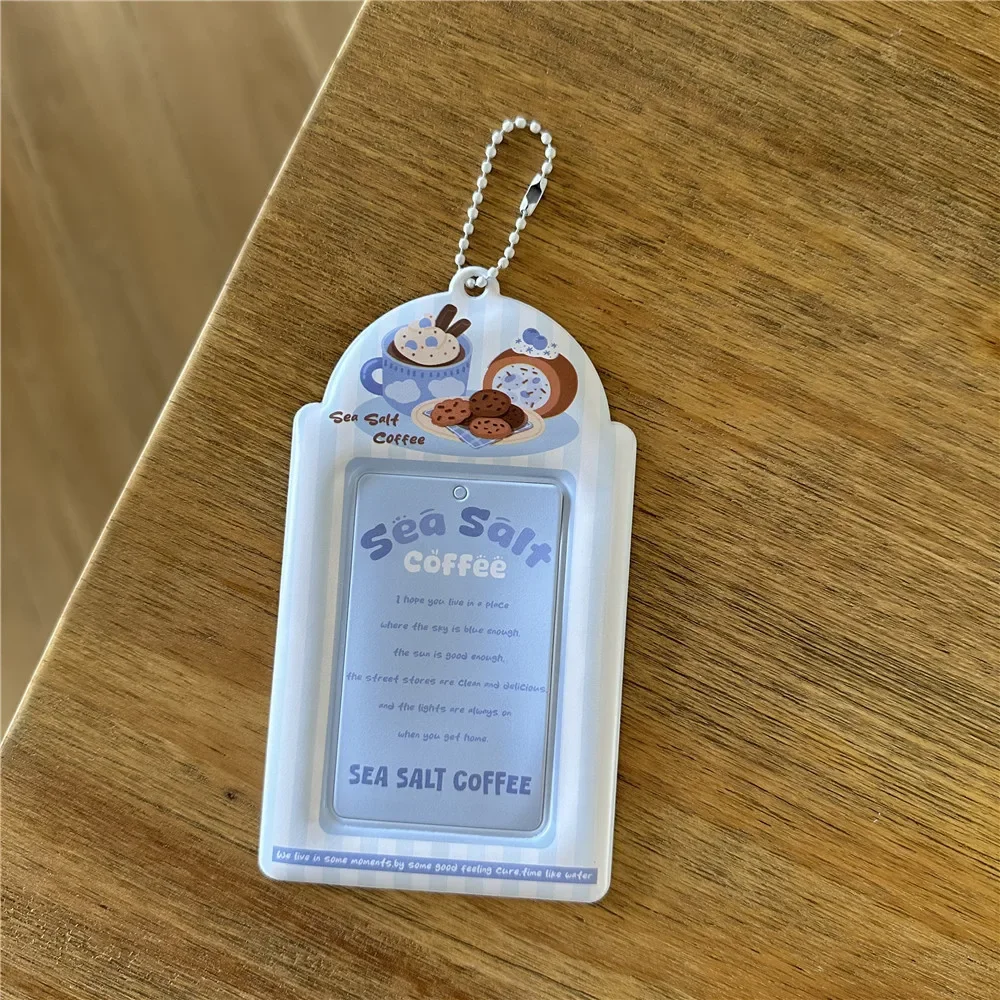 Sea Salt
Coffee
Sea Salt
Coffee
I hope you live in a place
where the sky is blue enough,
the sun is good enough,
the street stores are clean and delicious,
and the lights are always on
when you get home.
SEA SALT COFFEE
We live in some moments,by some good feeling cure,time like water